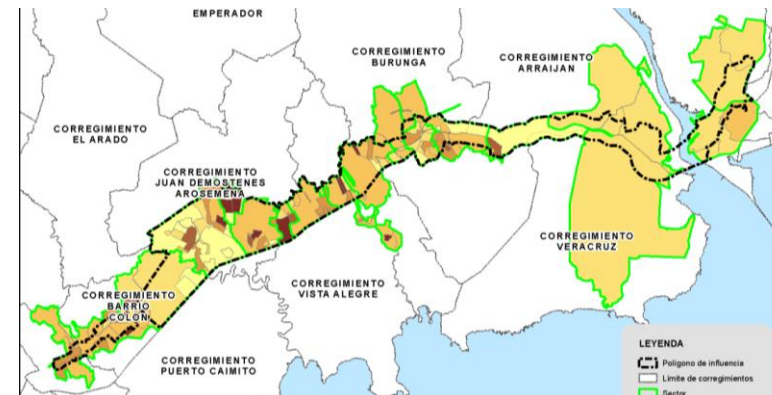 EMPERADOR
CORREGIMIENTO
BURUNGA
CORREGIMIENTO
ARRAIJAN
CORREGIMIENTO
EL ARADO
CORREGIMIENTO
JUAN DEMOSTENES
AROSEMENA
CORREGIMIENTO
VERACRUZ
CORREGIMIENTO
VISTA ALEGRE
CORREGIMIENTO
BARRIO
COLON
CORREGIMIENTO
PUERTO CAIMITO
LEYENDA
Poligono de influencia
Limite de corregimientos
Sector